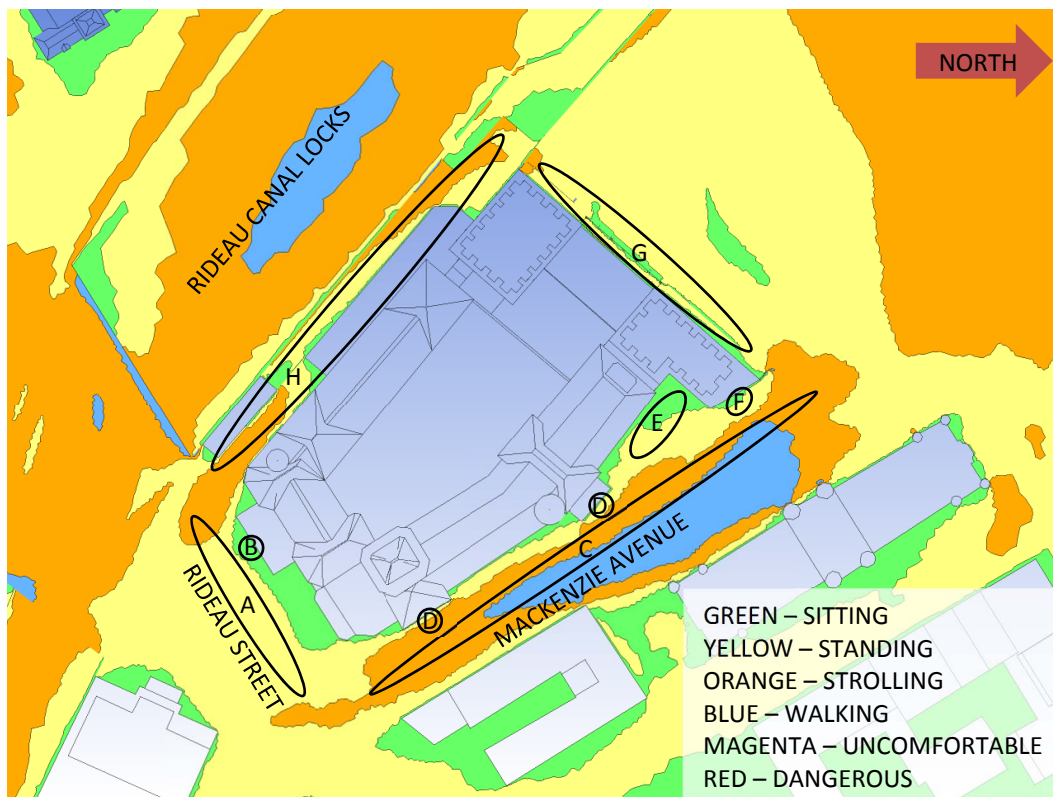 NORTH
RIDEAU CANAL LOCKS
G
H
E
F
D
B
C
A
D
MACKENZIE AVENUE
RIDEAU STREET
GREEN – SITTING
YELLOW – STANDING
ORANGE – STROLLING
BLUE – WALKING
MAGENTA – UNCOMFORTABLE
RED – DANGEROUS